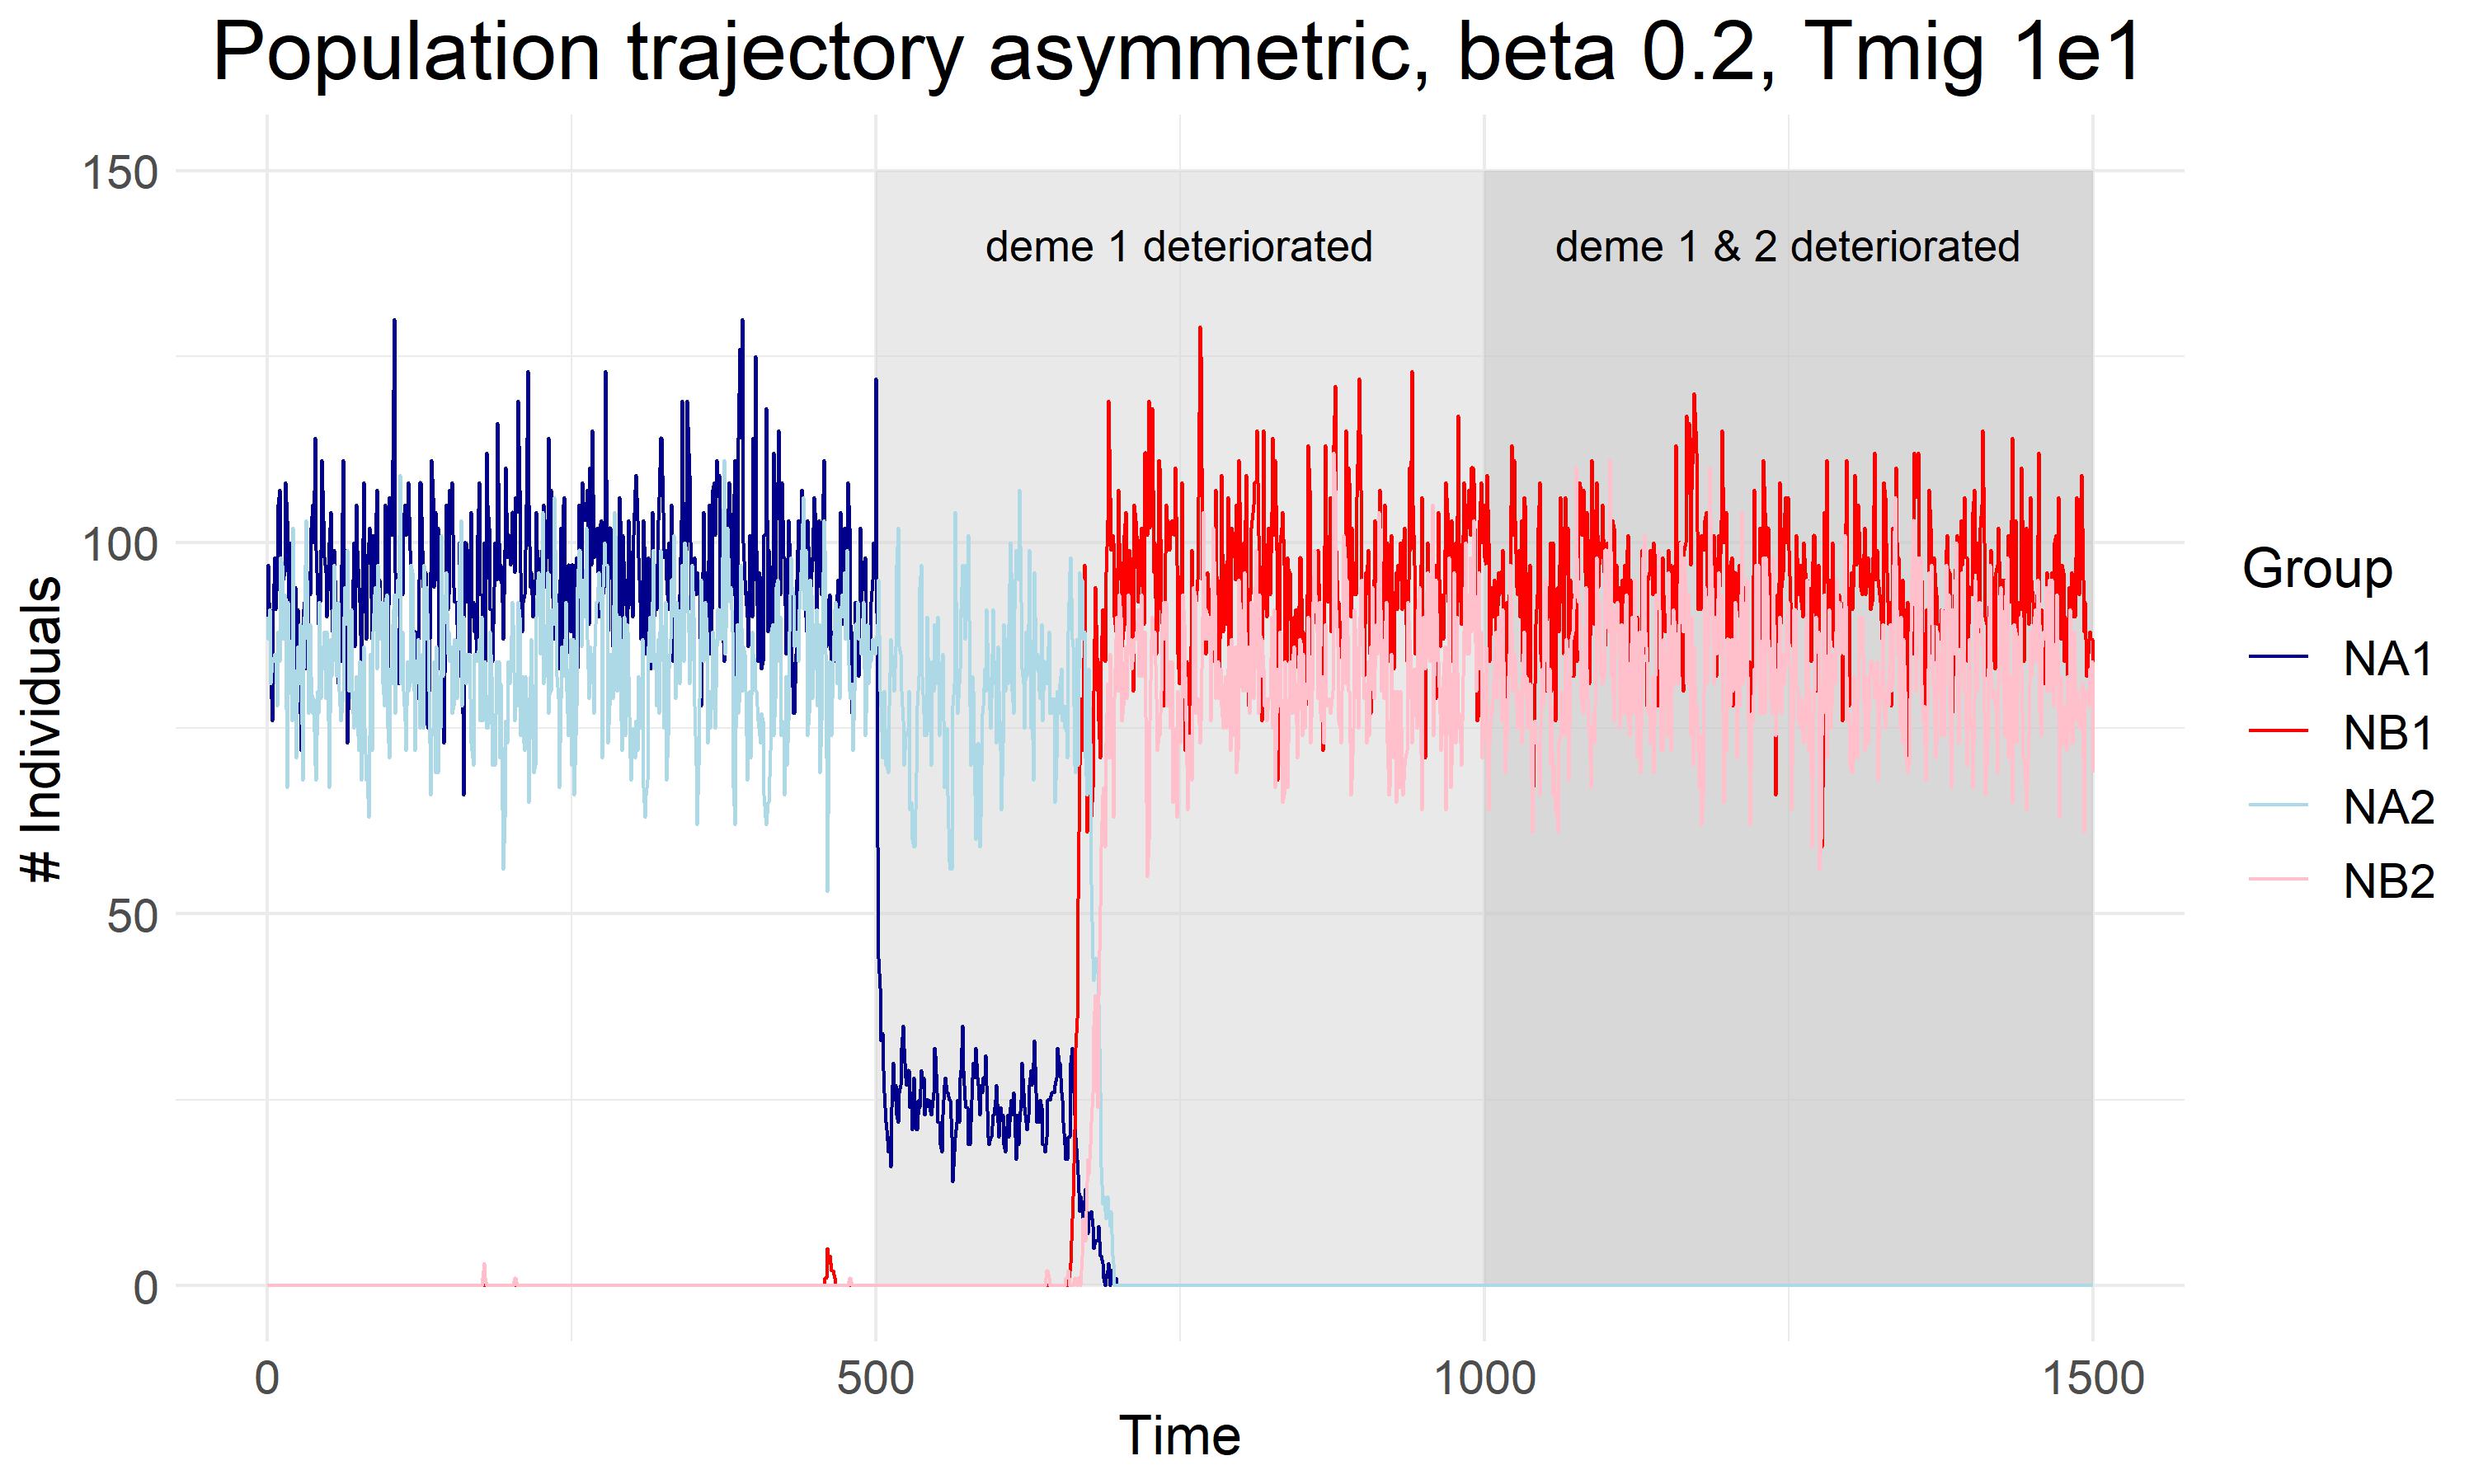 Population trajectory asymmetric, beta 0.2, Tmig 1e1
150
100
50
0
# Individuals
deme 1 deteriorated
deme 1 & 2 deteriorated
0
500
1000
1500
Time
Group
NA1
NB1
NA2
NB2